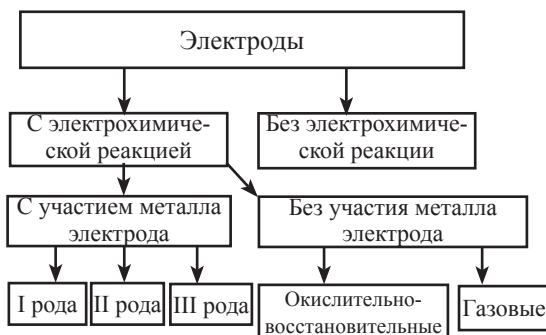 Электроды
С электрохимиче-
ской реакцией
Без электрохимиче-
ской реакции
С участием металла
электрода
Без участия металла
электрода
I рода
II рода
III рода
Окислительно-
восстановительные
Газовые